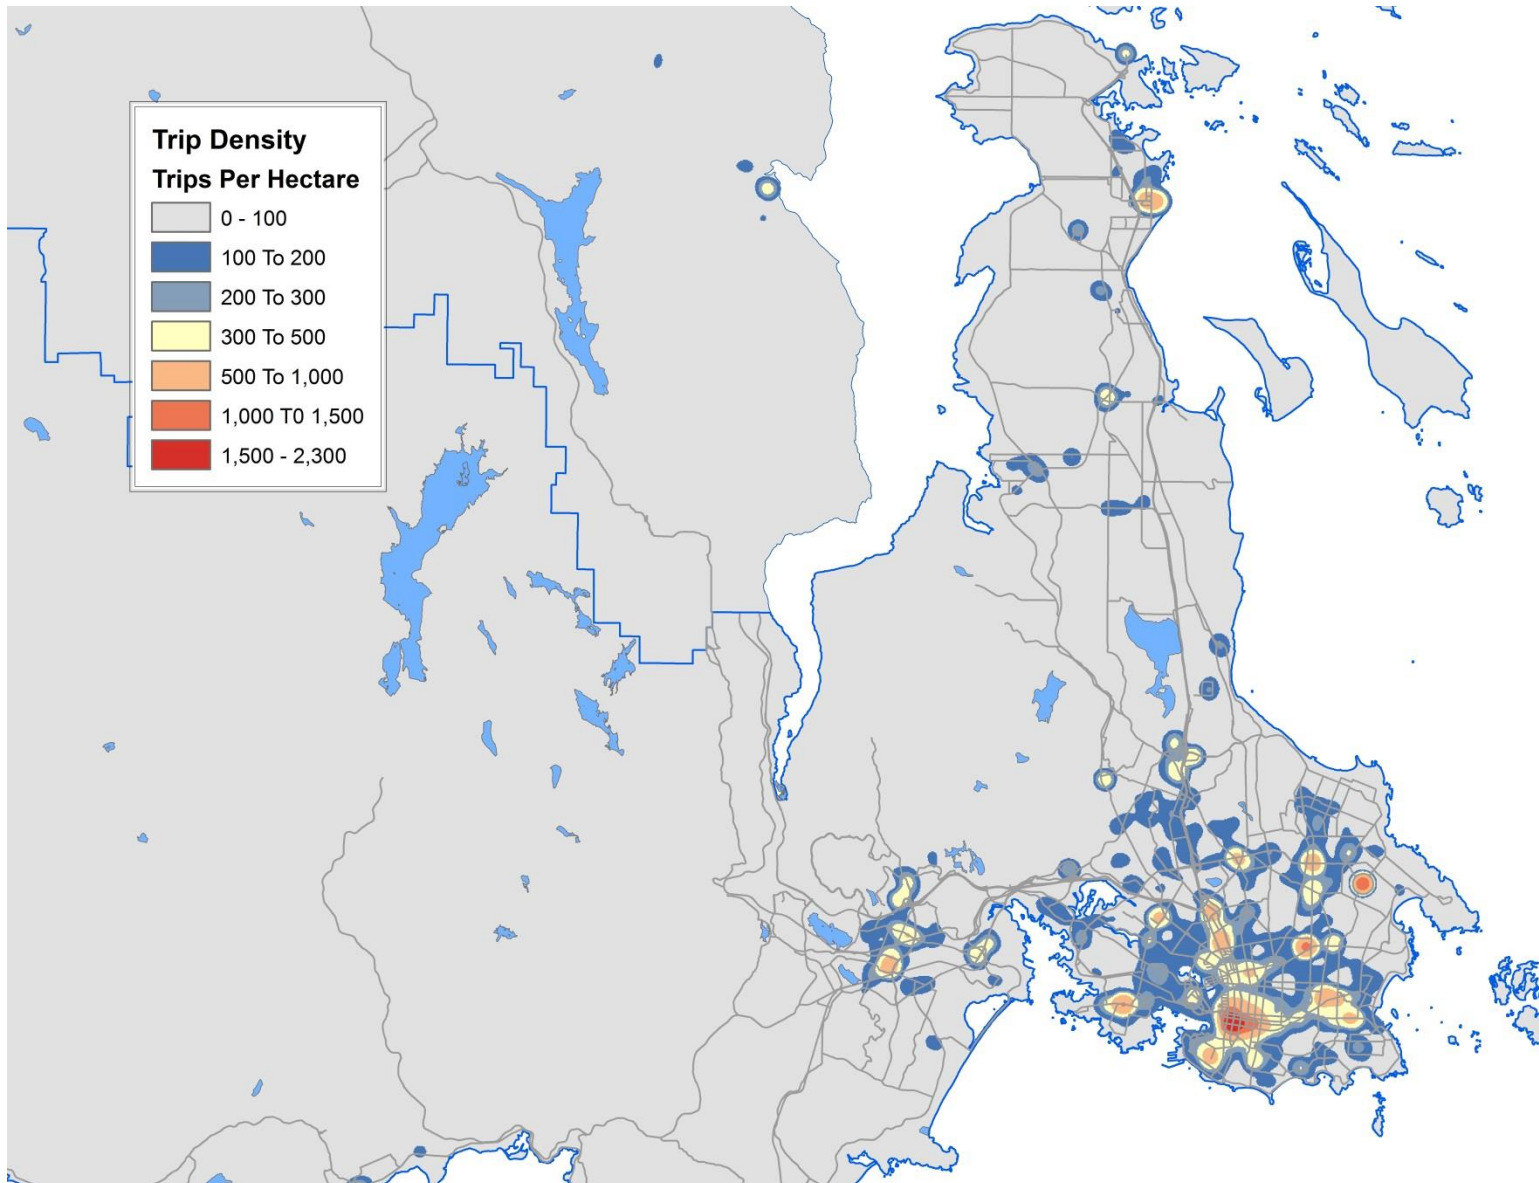 Trip Density
Trips Per Hectare
0 - 100
100 To 200
200 To 300
300 To 500
500 To 1,000
1,000 T0 1,500
1,500 - 2,300